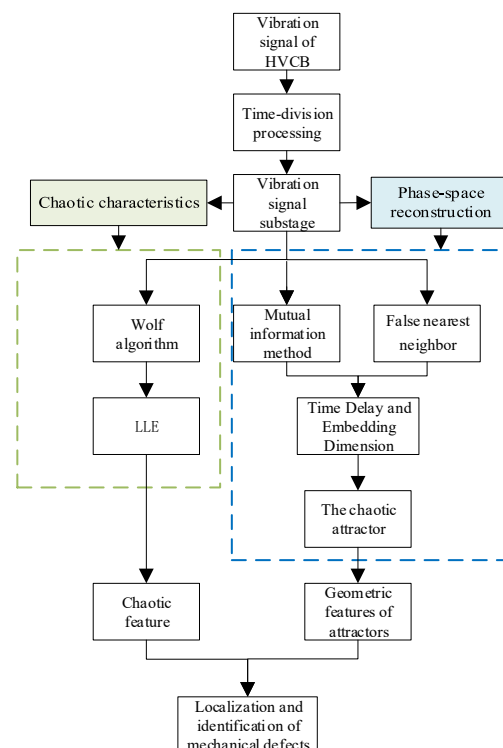 Vibration
signal of
HVCB
Time-division
processing
Vibration
signal
substage
Chaotic characteristics
Phase-space
reconstruction
Wolf
algorithm
Mutual
information
method
False nearest
neighbor
LLE
Time Delay and
Embedding
Dimension
The chaotic
attractor
Chaotic
feature
Geometric
features of
attractors
Localization and
identification of
mechanical defects